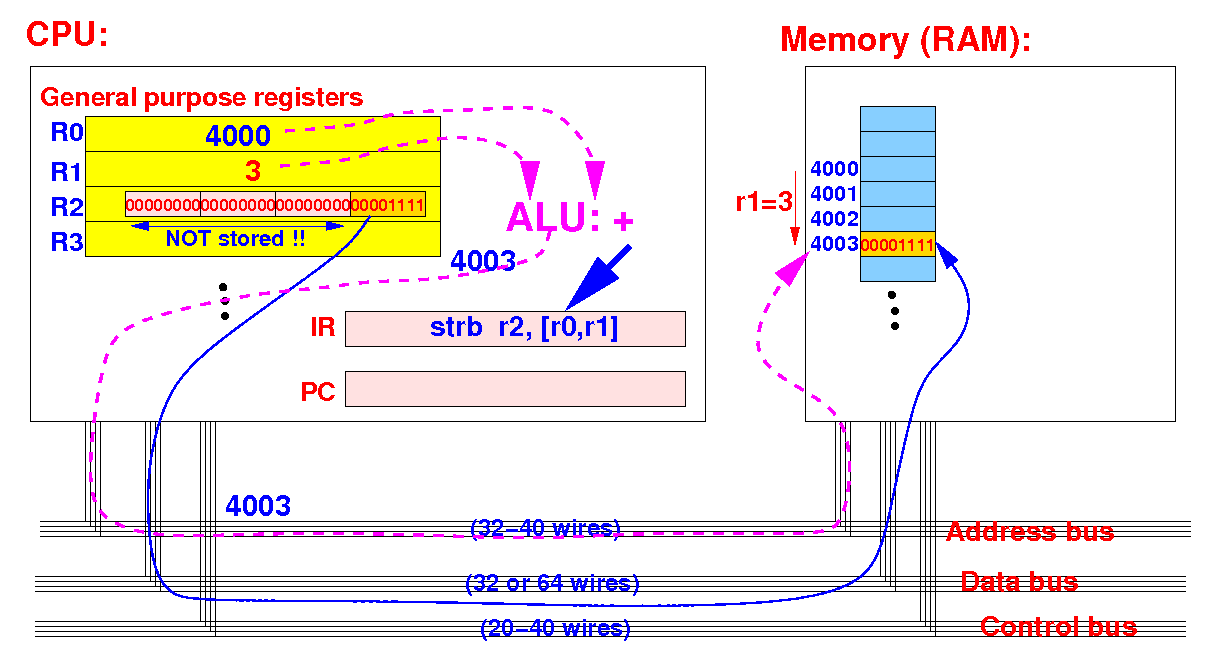 CPU:
Memory (RAM):
General purpose registers
R0 4000
R1 3
R2 00000000 00000000 00000000 00001111
NOT stored !!
R3
ALU: +
4003
IR strb r2, [r0,r1]
PC
4000
4001
r1=3
4002
4003 00001111
4003
(32−40 wires) Address bus
(32 or 64 wires) Data bus
(20−40 wires) Control bus